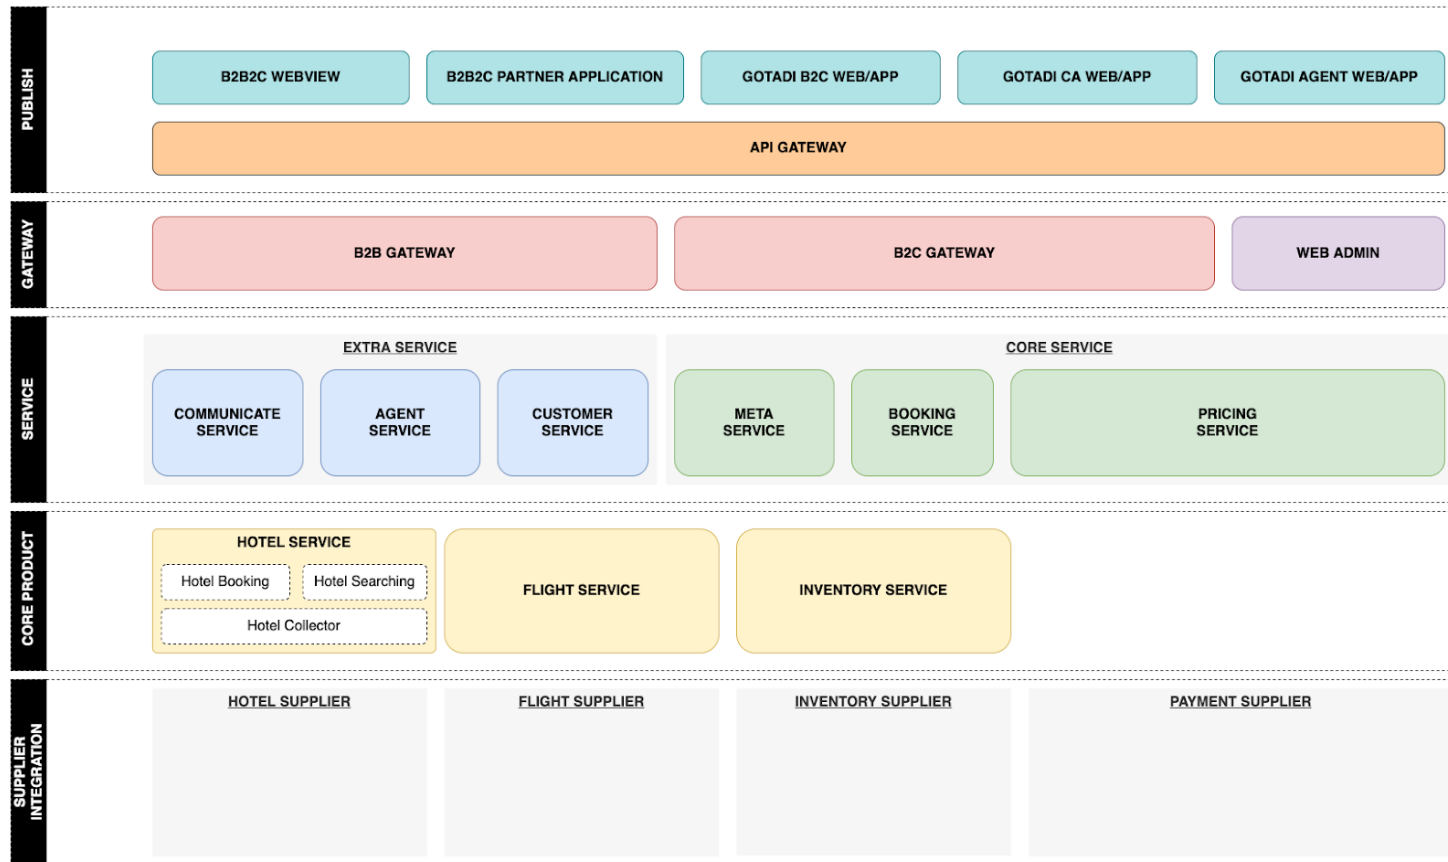 PUBLISH
B2B2C WEBVIEW
B2B2C PARTNER APPLICATION
GOTADI B2C WEB/APP
GOTADI CA WEB/APP
GOTADI AGENT WEB/APP
API GATEWAY
GATEWAY
B2B GATEWAY
B2C GATEWAY
WEB ADMIN
SERVICE
EXTRA SERVICE
COMMUNICATE
SERVICE
AGENT
SERVICE
CUSTOMER
SERVICE
CORE SERVICE
META
SERVICE
BOOKING
SERVICE
PRICING
SERVICE
CORE PRODUCT
HOTEL SERVICE
Hotel Booking
Hotel Searching
Hotel Collector
FLIGHT SERVICE
INVENTORY SERVICE
SUPPLIER
INTEGRATION
HOTEL SUPPLIER
FLIGHT SUPPLIER
INVENTORY SUPPLIER
PAYMENT SUPPLIER